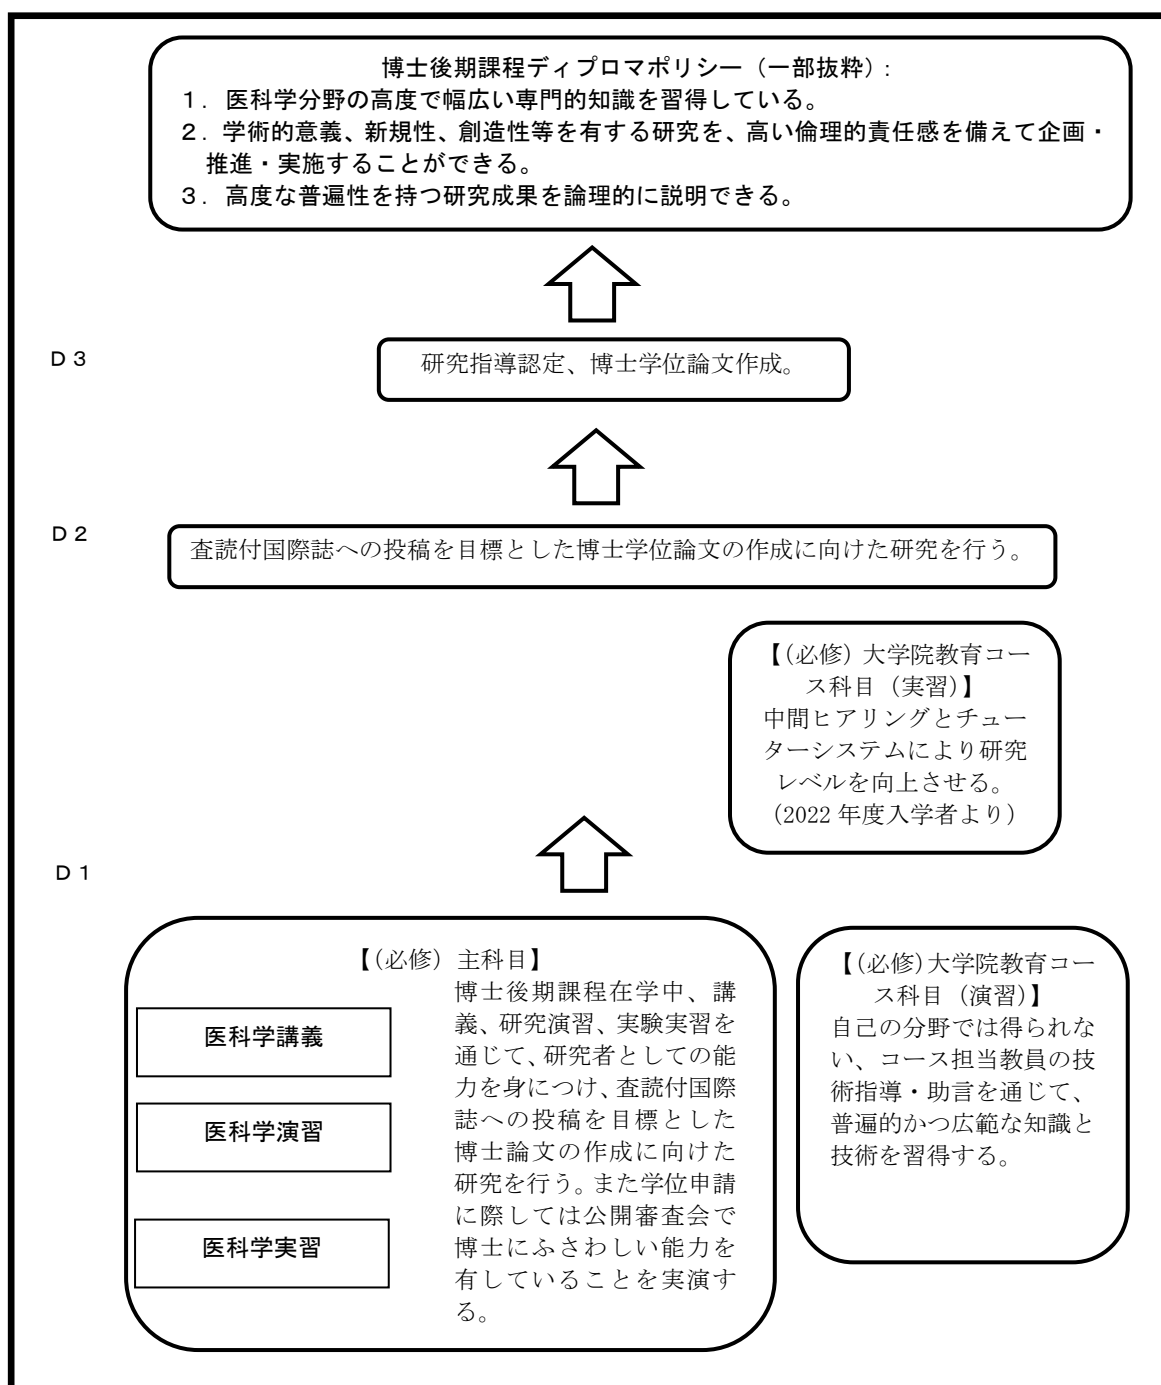 博士後期課程ディプロマポリシー（一部抜粋）:
１．医科学分野の高度で幅広い専門的知識を習得している。
２．学術的意義、新規性、創造性等を有する研究を、高い倫理的責任感を備えて企画・
推進・実施することができる。
３．高度な普遍性を持つ研究成果を論理的に説明できる。
Ｄ３
研究指導認定、博士学位論文作成。
Ｄ２
査読付国際誌への投稿を目標とした博士学位論文の作成に向けた研究を行う。
【(必修) 大学院教育コー
ス科目（実習)】
中間ヒアリングとチュー
ターシステムにより研究
レベルを向上させる。
（2022 年度入学者より）
Ｄ１
【(必修) 主科目】
博士後期課程在学中、講
義、研究演習、実験実習を
通じて、研究者としての能
力を身につけ、査読付国際
誌への投稿を目標とした
博士論文の作成に向けた
研究を行う。また学位申請
に際しては公開審査会で
博士にふさわしい能力を
有していることを実演す
る。
医科学講義
医科学演習
医科学実習
【(必修)大学院教育コー
ス科目（演習)】
自己の分野では得られな
い、コース担当教員の技
術指導・助言を通じて、
普遍的かつ広範な知識と
技術を習得する。